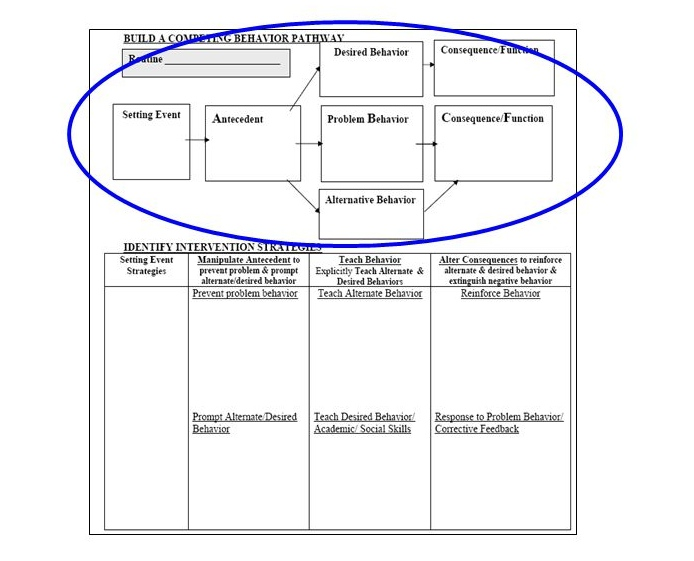 BUILD A COMPETING BEHAVIOR PATHWAY
Routine ______________________
Desired Behavior
Consequence/Function
Setting Event
Antecedent
Problem Behavior
Consequence/Function
Alternative Behavior
IDENTIFY INTERVENTION STRATEGIES
Setting Event
Strategies
Manipulate Antecedent to
prevent problem & prompt
alternate/desired behavior
Teach Behavior
Explicitly Teach Alternate &
Desired Behaviors
Alter Consequences to reinforce
alternate & desired behavior &
extinguish negative behavior
Prevent problem behavior
Teach Alternate Behavior
Reinforce Behavior
Prompt Alternate/Desired
Behavior
Teach Desired Behavior/
Academic/ Social Skills
Response to Problem Behavior/
Corrective Feedback